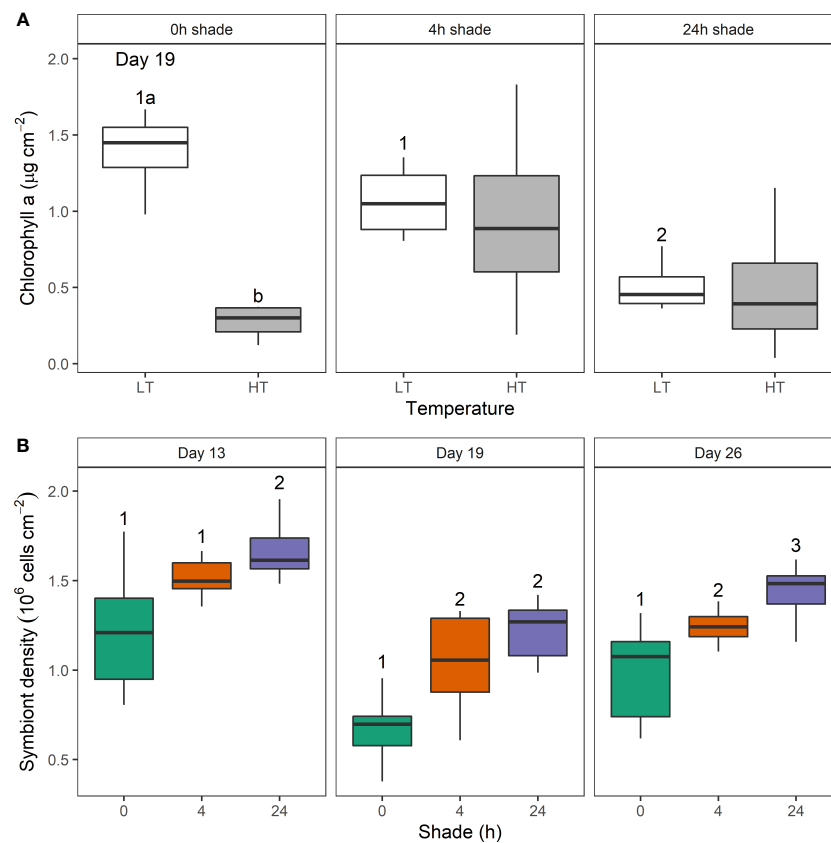 A
0h shade 4h shade 24h shade
Day 19
1a
b
1
2
Chlorophyll a (µg cm⁻²)
2.0
1.5
1.0
0.5
0.0
LT HT LT HT LT HT
Temperature
B
Day 13 Day 19 Day 26
1 1 2
1 2 2
1 2 3
Symbiont density (10⁶ cells cm⁻²)
2.0
1.5
1.0
0.5
0 4 24 0 4 24 0 4 24
Shade (h)